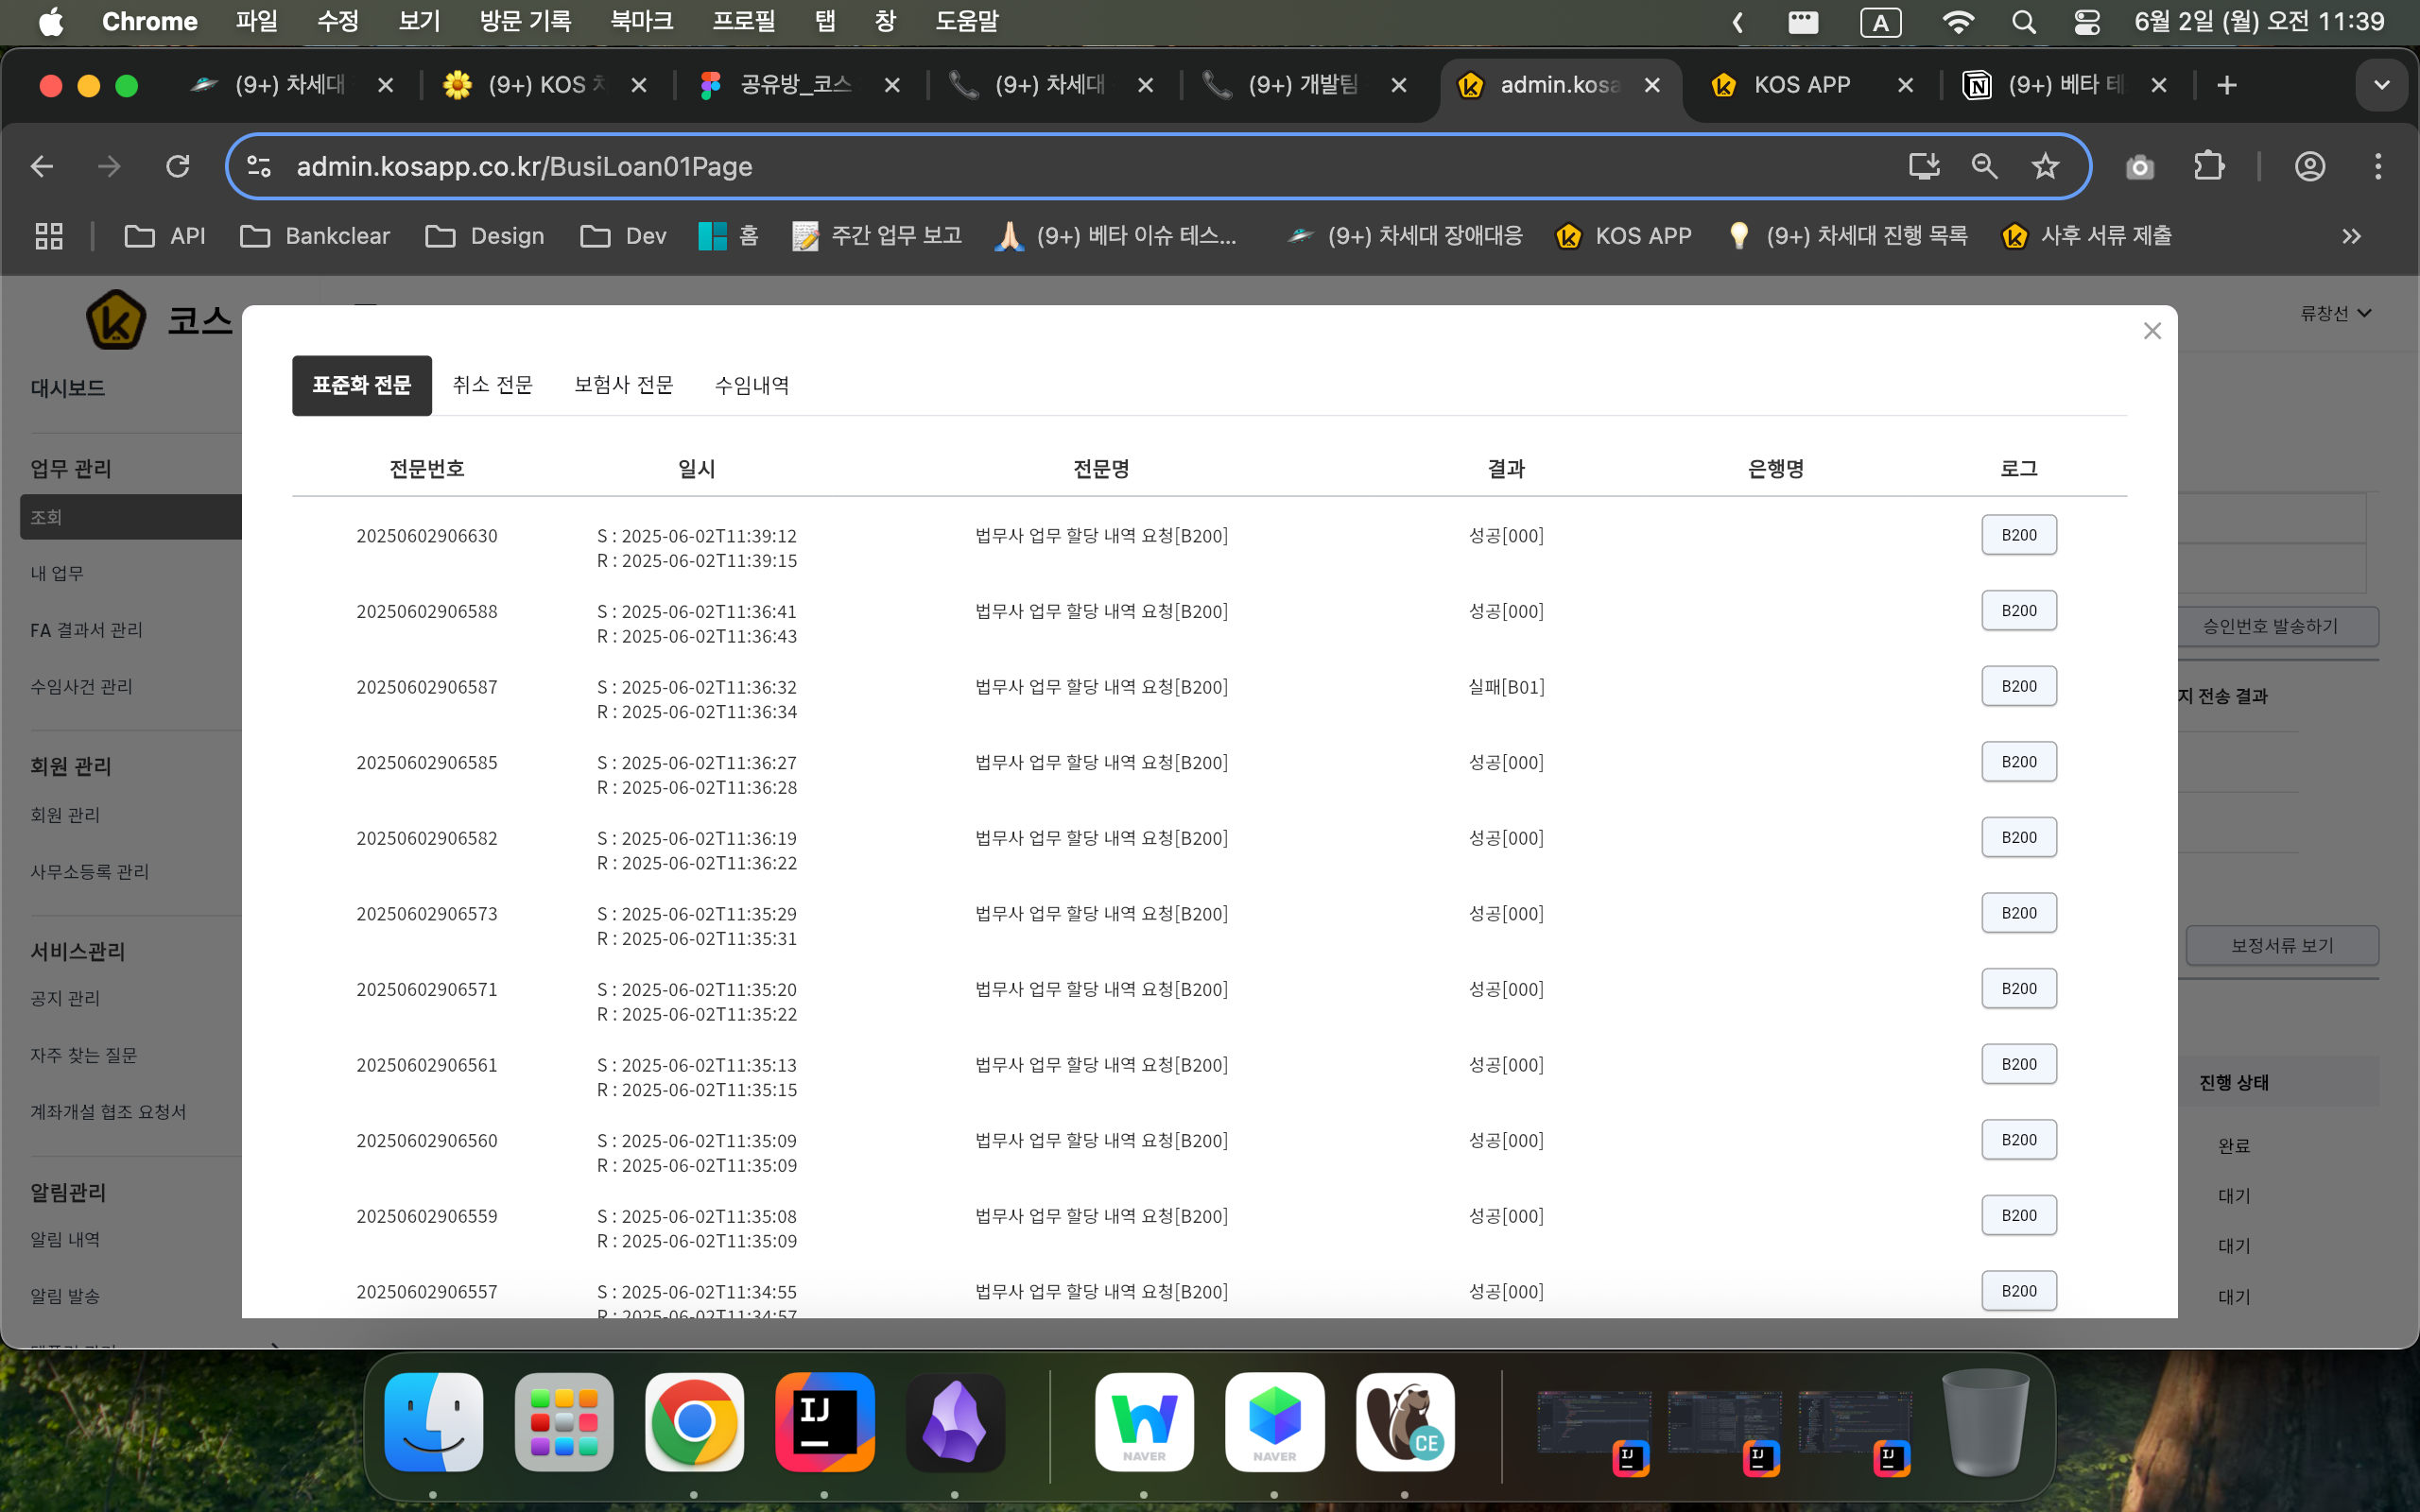 Chrome 파일 수정 보기 방문 기록 북마크 프로필 탭 창 도움말 A 6월 2일 (월) 오전 11:39
(9+) 차세대 (9+) KOS 공유방_코스 (9+) 차세대 (9+) 개발팀 admin.kosa KOS APP (9+) 베타
admin.kosapp.co.kr/BusiLoan01Page
API Bankclear Design Dev 홈 주간 업무 보고 (9+) 베타 이슈 테스... (9+) 차세대 장애대응 KOS APP (9+) 차세대 진행 목록 사후 서류 제출
코스
류창선
대시보드
업무 관리
조회
내 업무
FA 결과서 관리
수임사건 관리
회원 관리
회원 관리
사무소등록 관리
서비스관리
공지 관리
자주 찾는 질문
계좌개설 협조 요청서
알림관리
알림 내역
알림 발송
표준화 전문 취소 전문 보험사 전문 수임내역
전문번호 일시 전문명 결과 은행명 로그
20250602906630 S : 2025-06-02T11:39:12 법무사 업무 할당 내역 요청[B200] 성공[000] B200
R : 2025-06-02T11:39:15
20250602906588 S : 2025-06-02T11:36:41 법무사 업무 할당 내역 요청[B200] 성공[000] B200
R : 2025-06-02T11:36:43
20250602906587 S : 2025-06-02T11:36:32 법무사 업무 할당 내역 요청[B200] 실패[B01] B200
R : 2025-06-02T11:36:34
20250602906585 S : 2025-06-02T11:36:27 법무사 업무 할당 내역 요청[B200] 성공[000] B200
R : 2025-06-02T11:36:28
20250602906582 S : 2025-06-02T11:36:19 법무사 업무 할당 내역 요청[B200] 성공[000] B200
R : 2025-06-02T11:36:22
20250602906573 S : 2025-06-02T11:35:29 법무사 업무 할당 내역 요청[B200] 성공[000] B200
R : 2025-06-02T11:35:31
20250602906571 S : 2025-06-02T11:35:20 법무사 업무 할당 내역 요청[B200] 성공[000] B200
R : 2025-06-02T11:35:22
20250602906561 S : 2025-06-02T11:35:13 법무사 업무 할당 내역 요청[B200] 성공[000] B200
R : 2025-06-02T11:35:15
20250602906560 S : 2025-06-02T11:35:09 법무사 업무 할당 내역 요청[B200] 성공[000] B200
R : 2025-06-02T11:35:09
20250602906559 S : 2025-06-02T11:35:08 법무사 업무 할당 내역 요청[B200] 성공[000] B200
R : 2025-06-02T11:35:09
20250602906557 S : 2025-06-02T11:34:55 법무사 업무 할당 내역 요청[B200] 성공[000] B200
R : 2025-06-02T11:34:57
승인번호 발송하기
지 전송 결과
보정서류 보기
진행 상태
완료
대기
대기
대기
IJ NAVER NAVER CE IJ IJ IJ